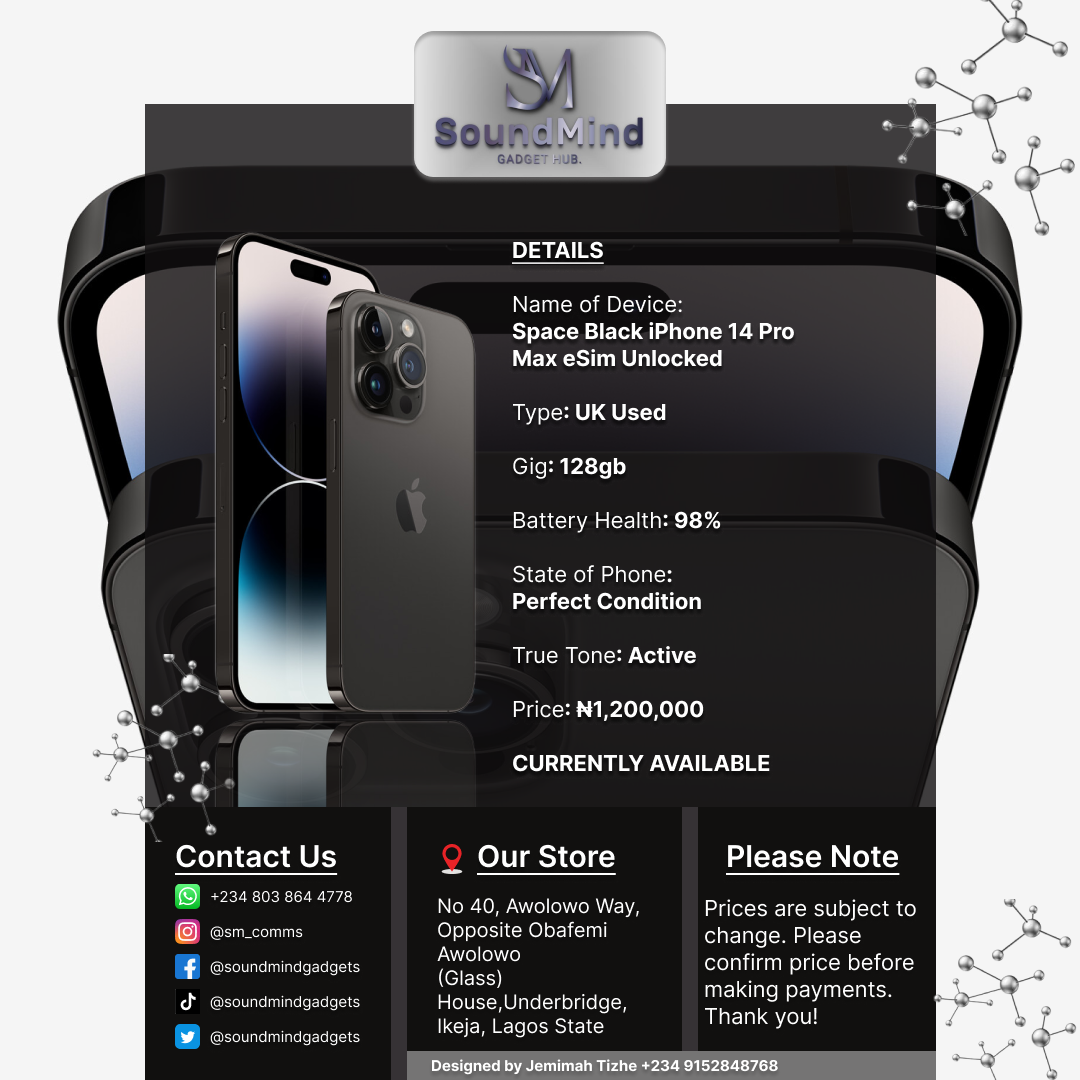 SM
SoundMind
GADGET HUB.
DETAILS
Name of Device:
Space Black iPhone 14 Pro
Max eSim Unlocked
Type: UK Used
Gig: 128gb
Battery Health: 98%
State of Phone:
Perfect Condition
True Tone: Active
Price: ₦1,200,000
CURRENTLY AVAILABLE
Contact Us
+234 803 864 4778
@sm_comms
@soundmindgadgets
@soundmindgadgets
@soundmindgadgets
Our Store
No 40, Awolowo Way,
Opposite Obafemi
Awolowo
(Glass)
House,Underbridge,
Ikeja, Lagos State
Please Note
Prices are subject to
change. Please
confirm price before
making payments.
Thank you!
Designed by Jemimah Tizhe +234 9152848768